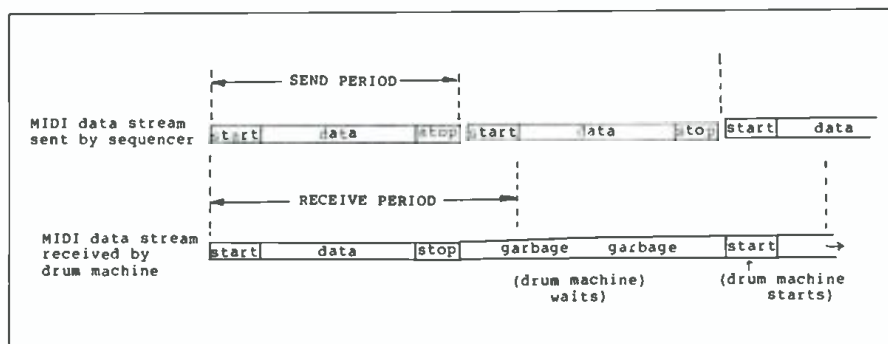 SEND PERIOD
MIDI data stream
sent by sequencer
start data stop start data stop start data
RECEIVE PERIOD
MIDI data stream
received by
drum machine
start data stop garbage garbage start
(drum machine)
waits)
(drum machine
starts)